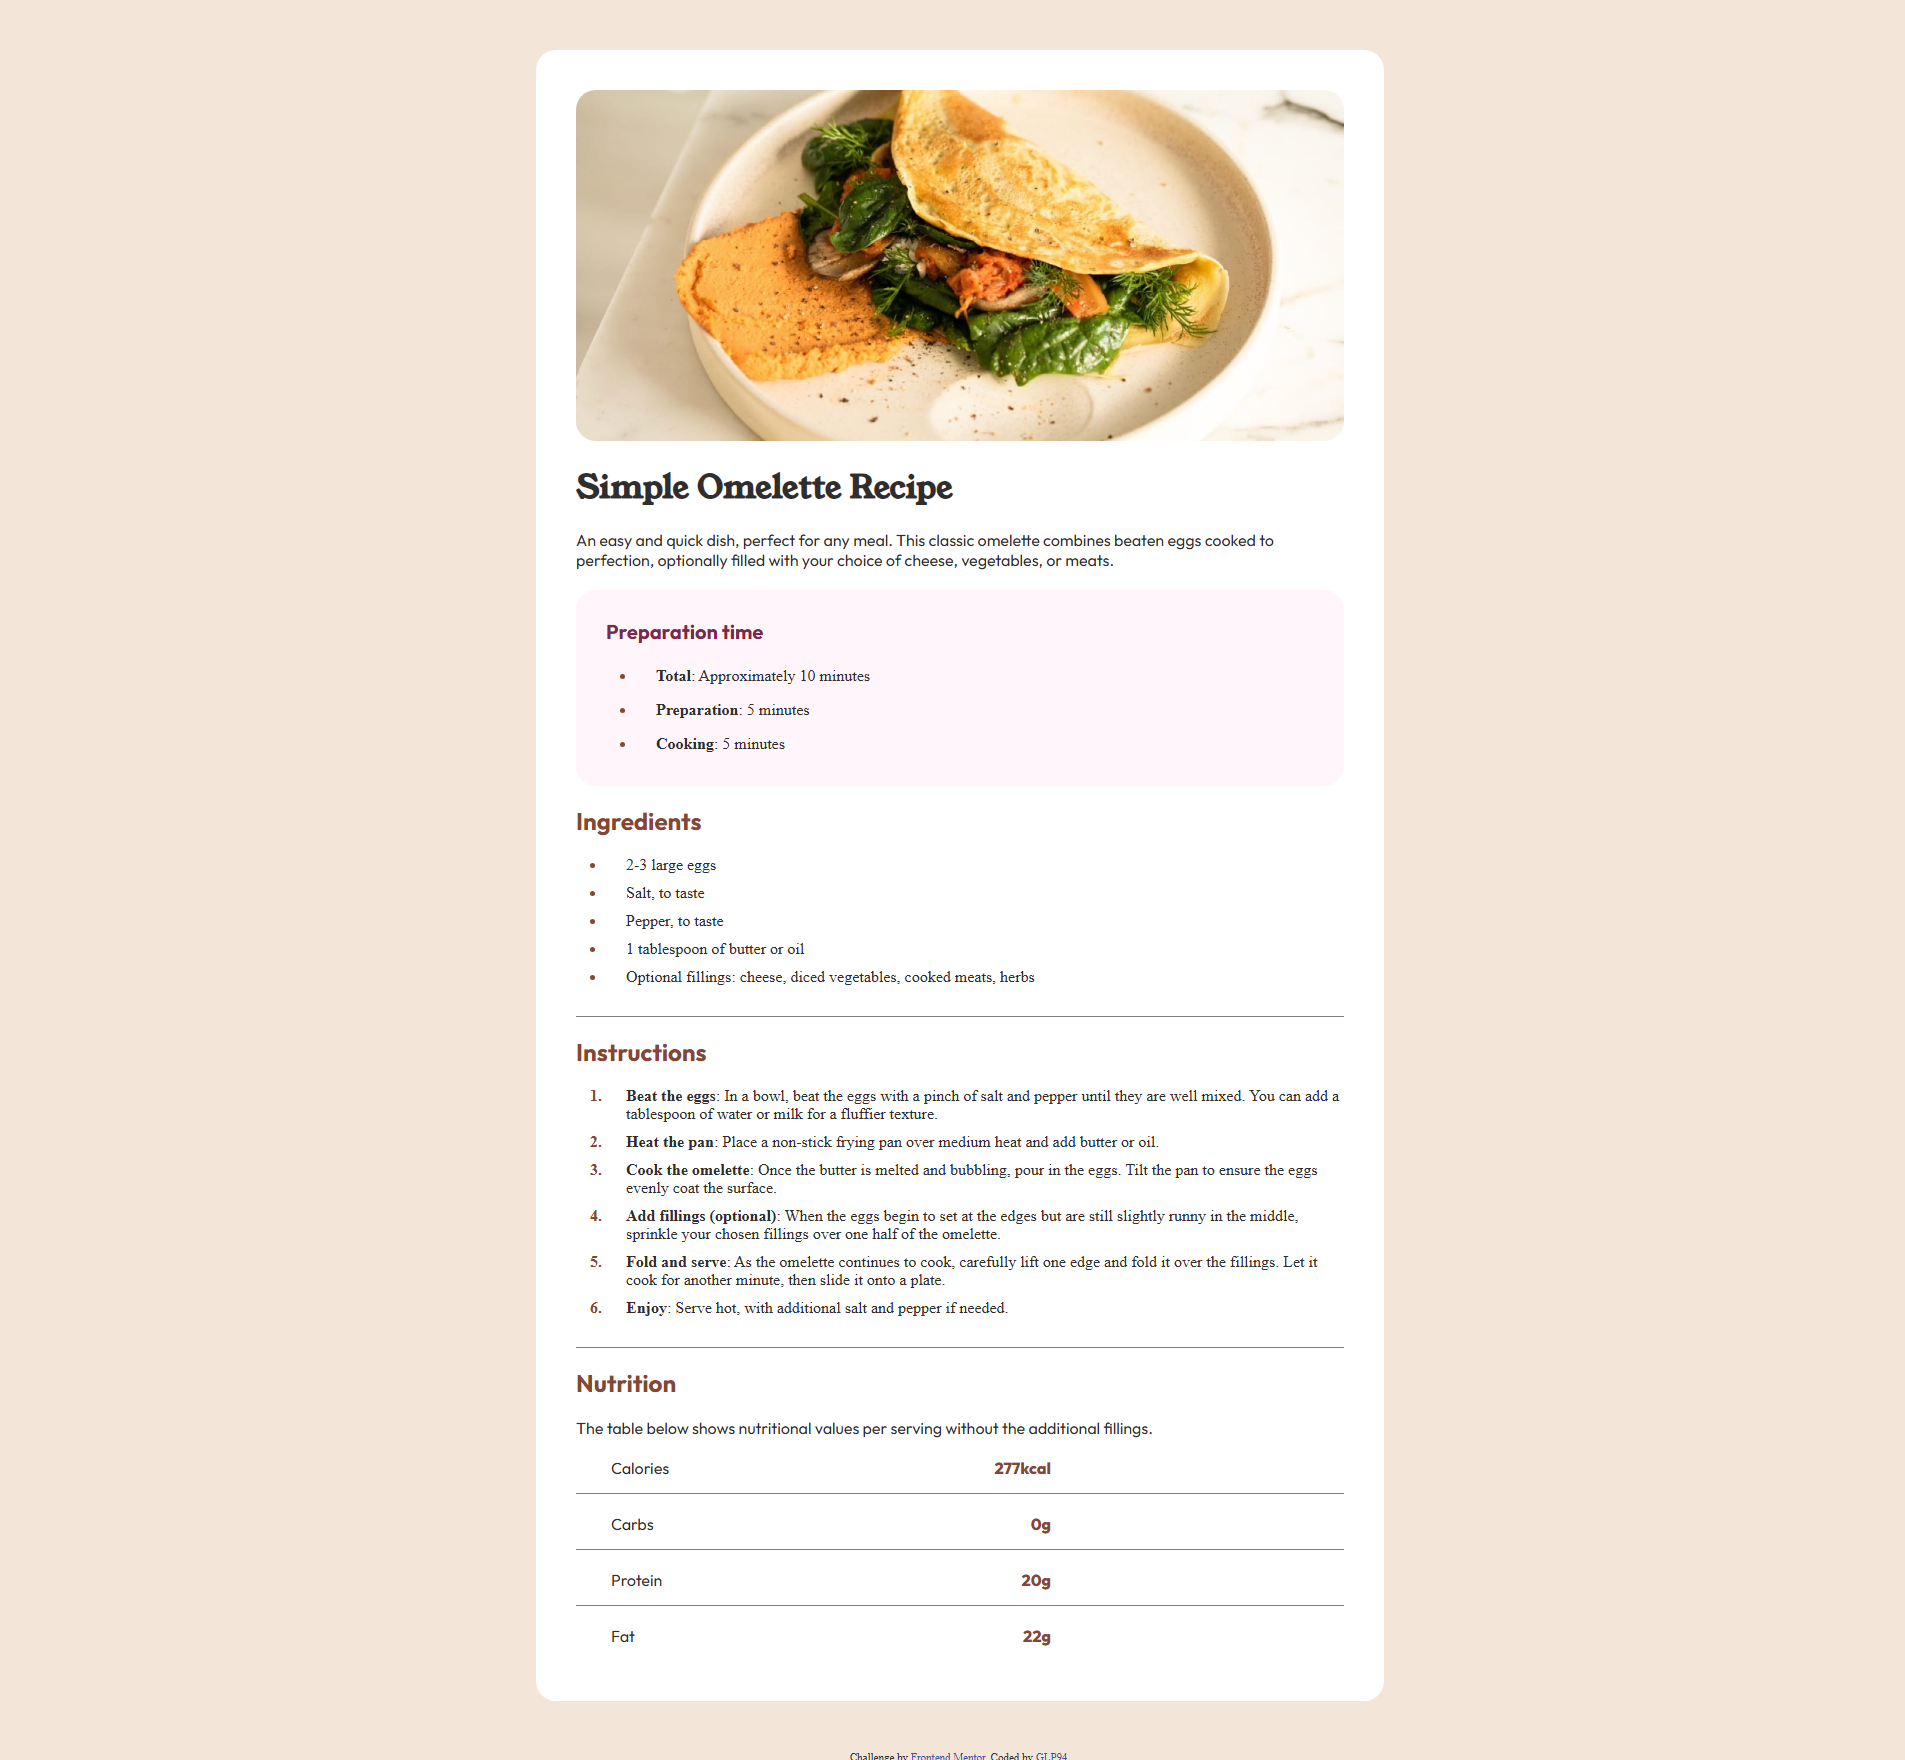 Simple Omelette Recipe
An easy and quick dish, perfect for any meal. This classic omelette combines beaten eggs cooked to
perfection, optionally filled with your choice of cheese, vegetables, or meats.
Preparation time
• Total: Approximately 10 minutes
• Preparation: 5 minutes
• Cooking: 5 minutes
Ingredients
• 2-3 large eggs
• Salt, to taste
• Pepper, to taste
• 1 tablespoon of butter or oil
• Optional fillings: cheese, diced vegetables, cooked meats, herbs
Instructions
1. Beat the eggs: In a bowl, beat the eggs with a pinch of salt and pepper until they are well mixed. You can add a
tablespoon of water or milk for a fluffier texture.
2. Heat the pan: Place a non-stick frying pan over medium heat and add butter or oil.
3. Cook the omelette: Once the butter is melted and bubbling, pour in the eggs. Tilt the pan to ensure the eggs
evenly coat the surface.
4. Add fillings (optional): When the eggs begin to set at the edges but are still slightly runny in the middle,
sprinkle your chosen fillings over one half of the omelette.
5. Fold and serve: As the omelette continues to cook, carefully lift one edge and fold it over the fillings. Let it
cook for another minute, then slide it onto a plate.
6. Enjoy: Serve hot, with additional salt and pepper if needed.
Nutrition
The table below shows nutritional values per serving without the additional fillings.
Calories 277kcal
Carbs 0g
Protein 20g
Fat 22g
Challenge by Frontend Mentor. Coded by GLP94